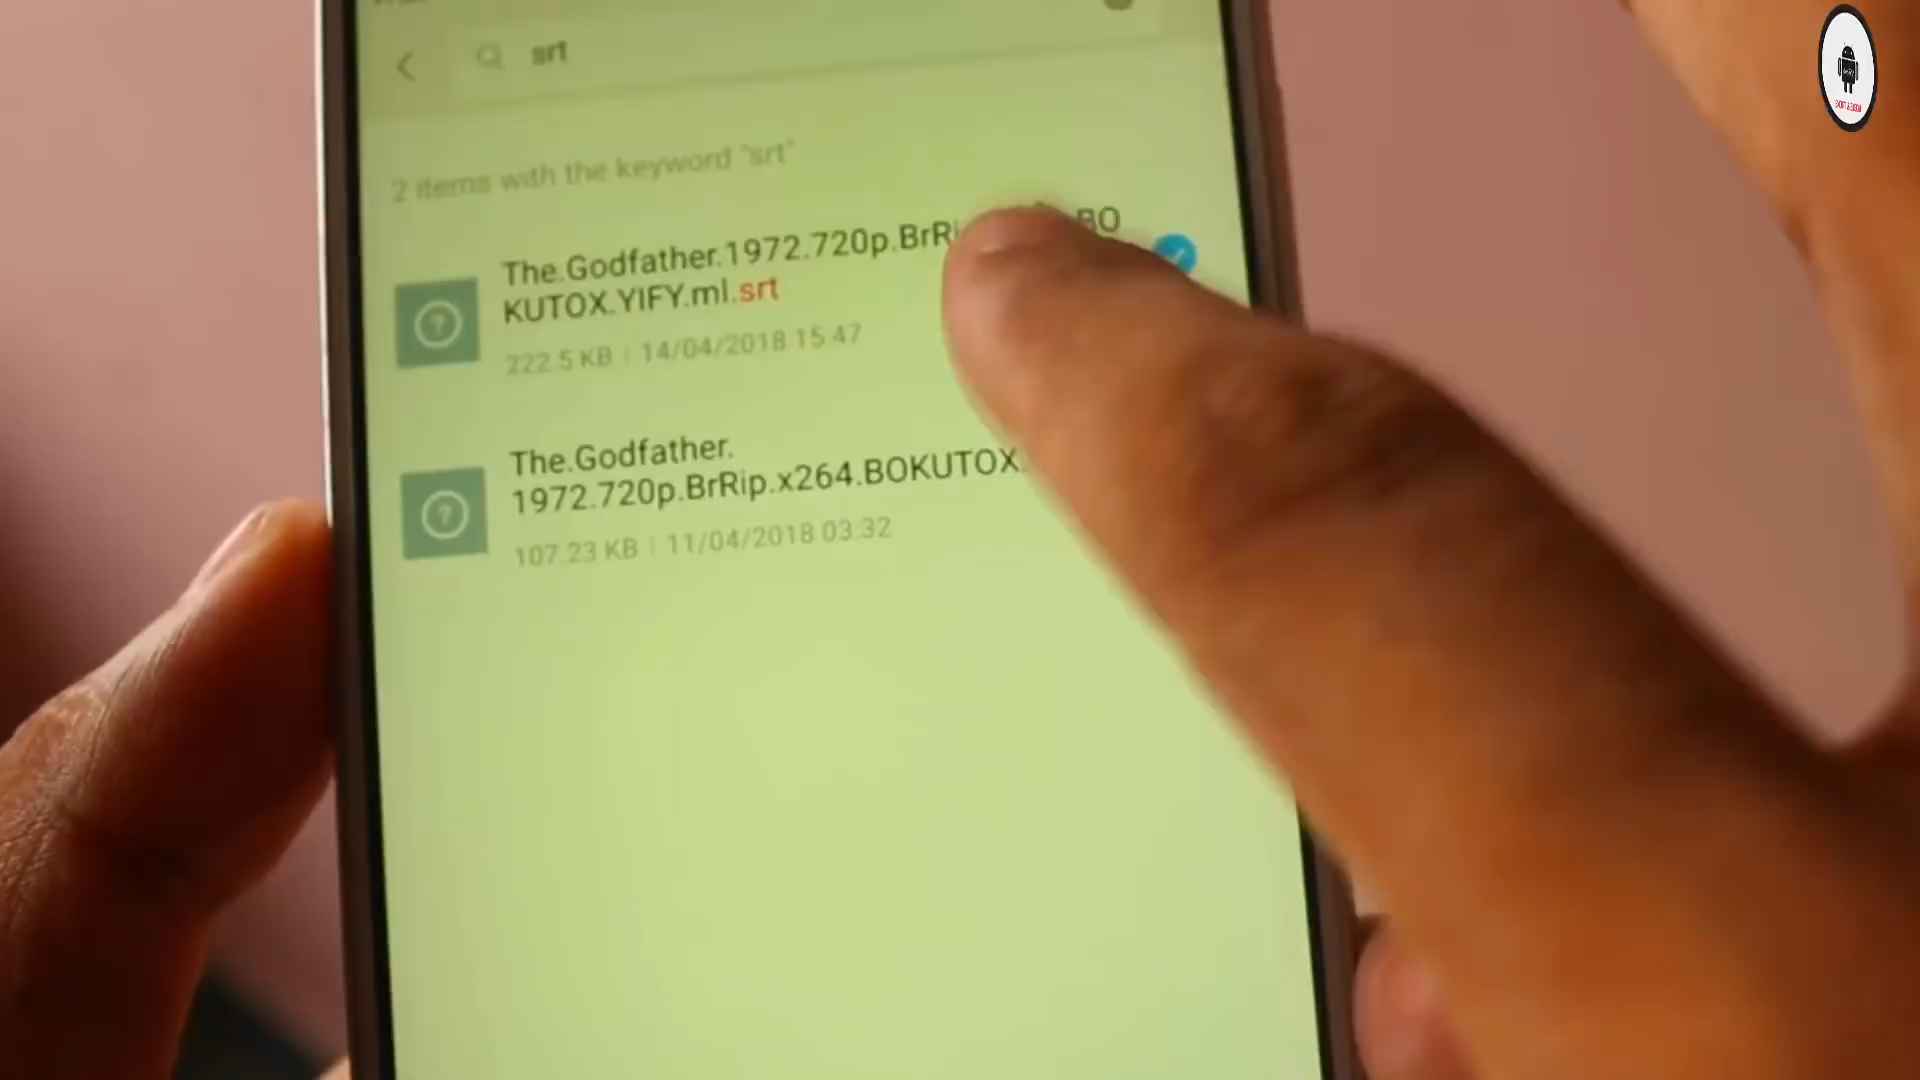 srt
2 items with the keyword "srt"
The.Godfather.1972.720p.BrRi BO
KUTOX.YIFY.ml.srt
222.5 KB | 14/04/2018 15:47
The.Godfather.
1972.720p.BrRip.x264.BOKUTOX.
107.23 KB | 11/04/2018 03:32